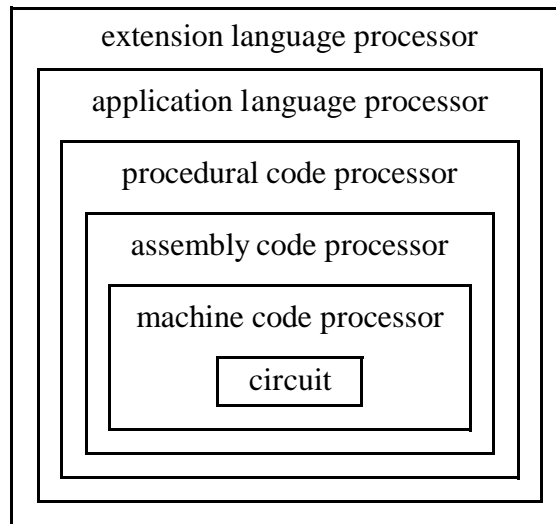 extension language processor
application language processor
procedural code processor
assembly code processor
machine code processor
circuit